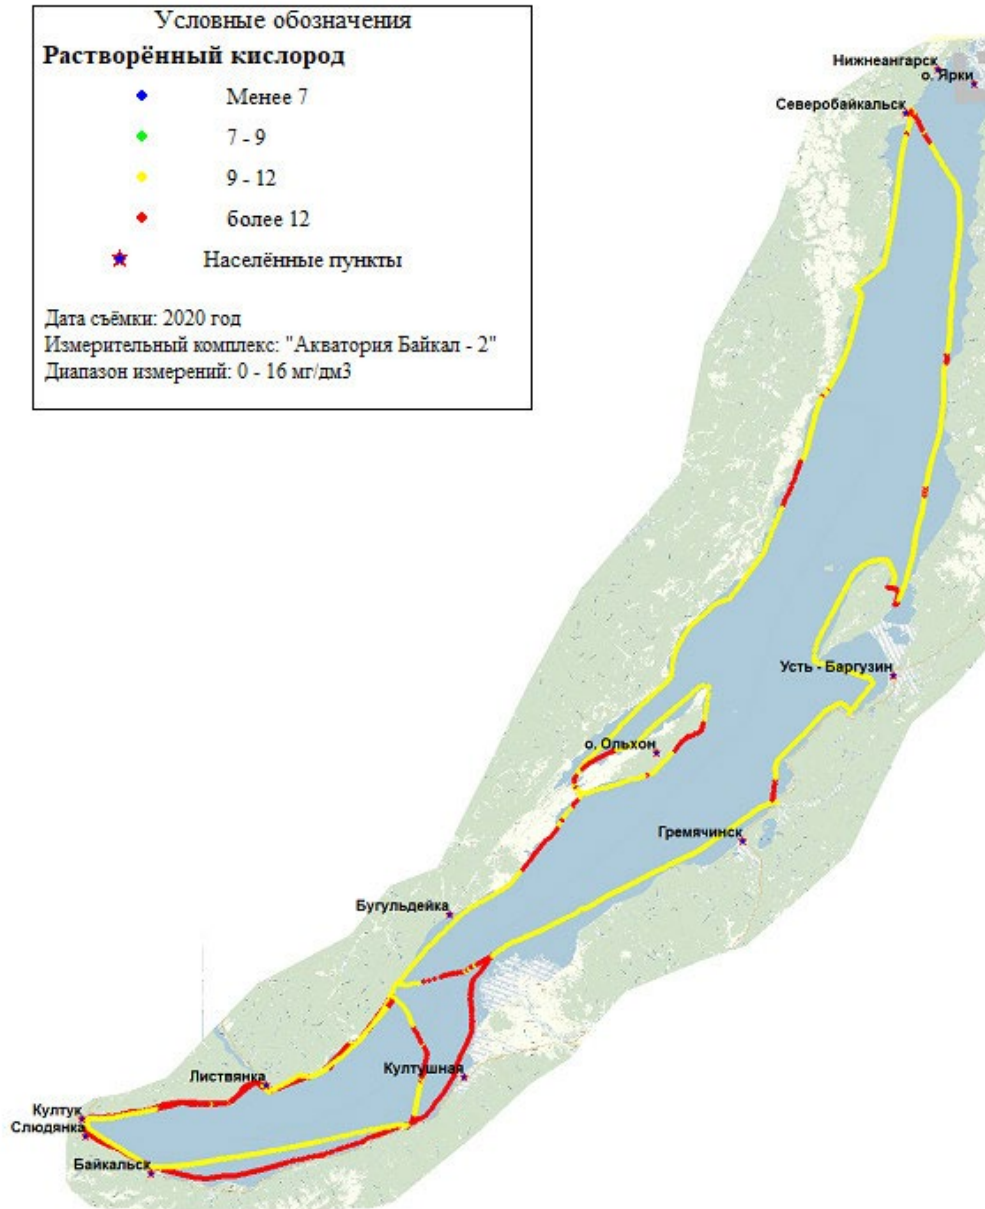 Условные обозначения
Растворённый кислород
Менее 7
7 - 9
9 - 12
более 12
Населённые пункты
Дата съёмки: 2020 год
Измерительный комплекс: "Акватория Байкал - 2"
Диапазон измерений: 0 - 16 мг/дм3
Нижнеангарск
о. Ярки
Северобайкальск
Усть - Баргузин
о. Ольхон
Гремячинск
Бугульдейка
Култушная
Листвянка
Култук
Слюдянка
Байкальск